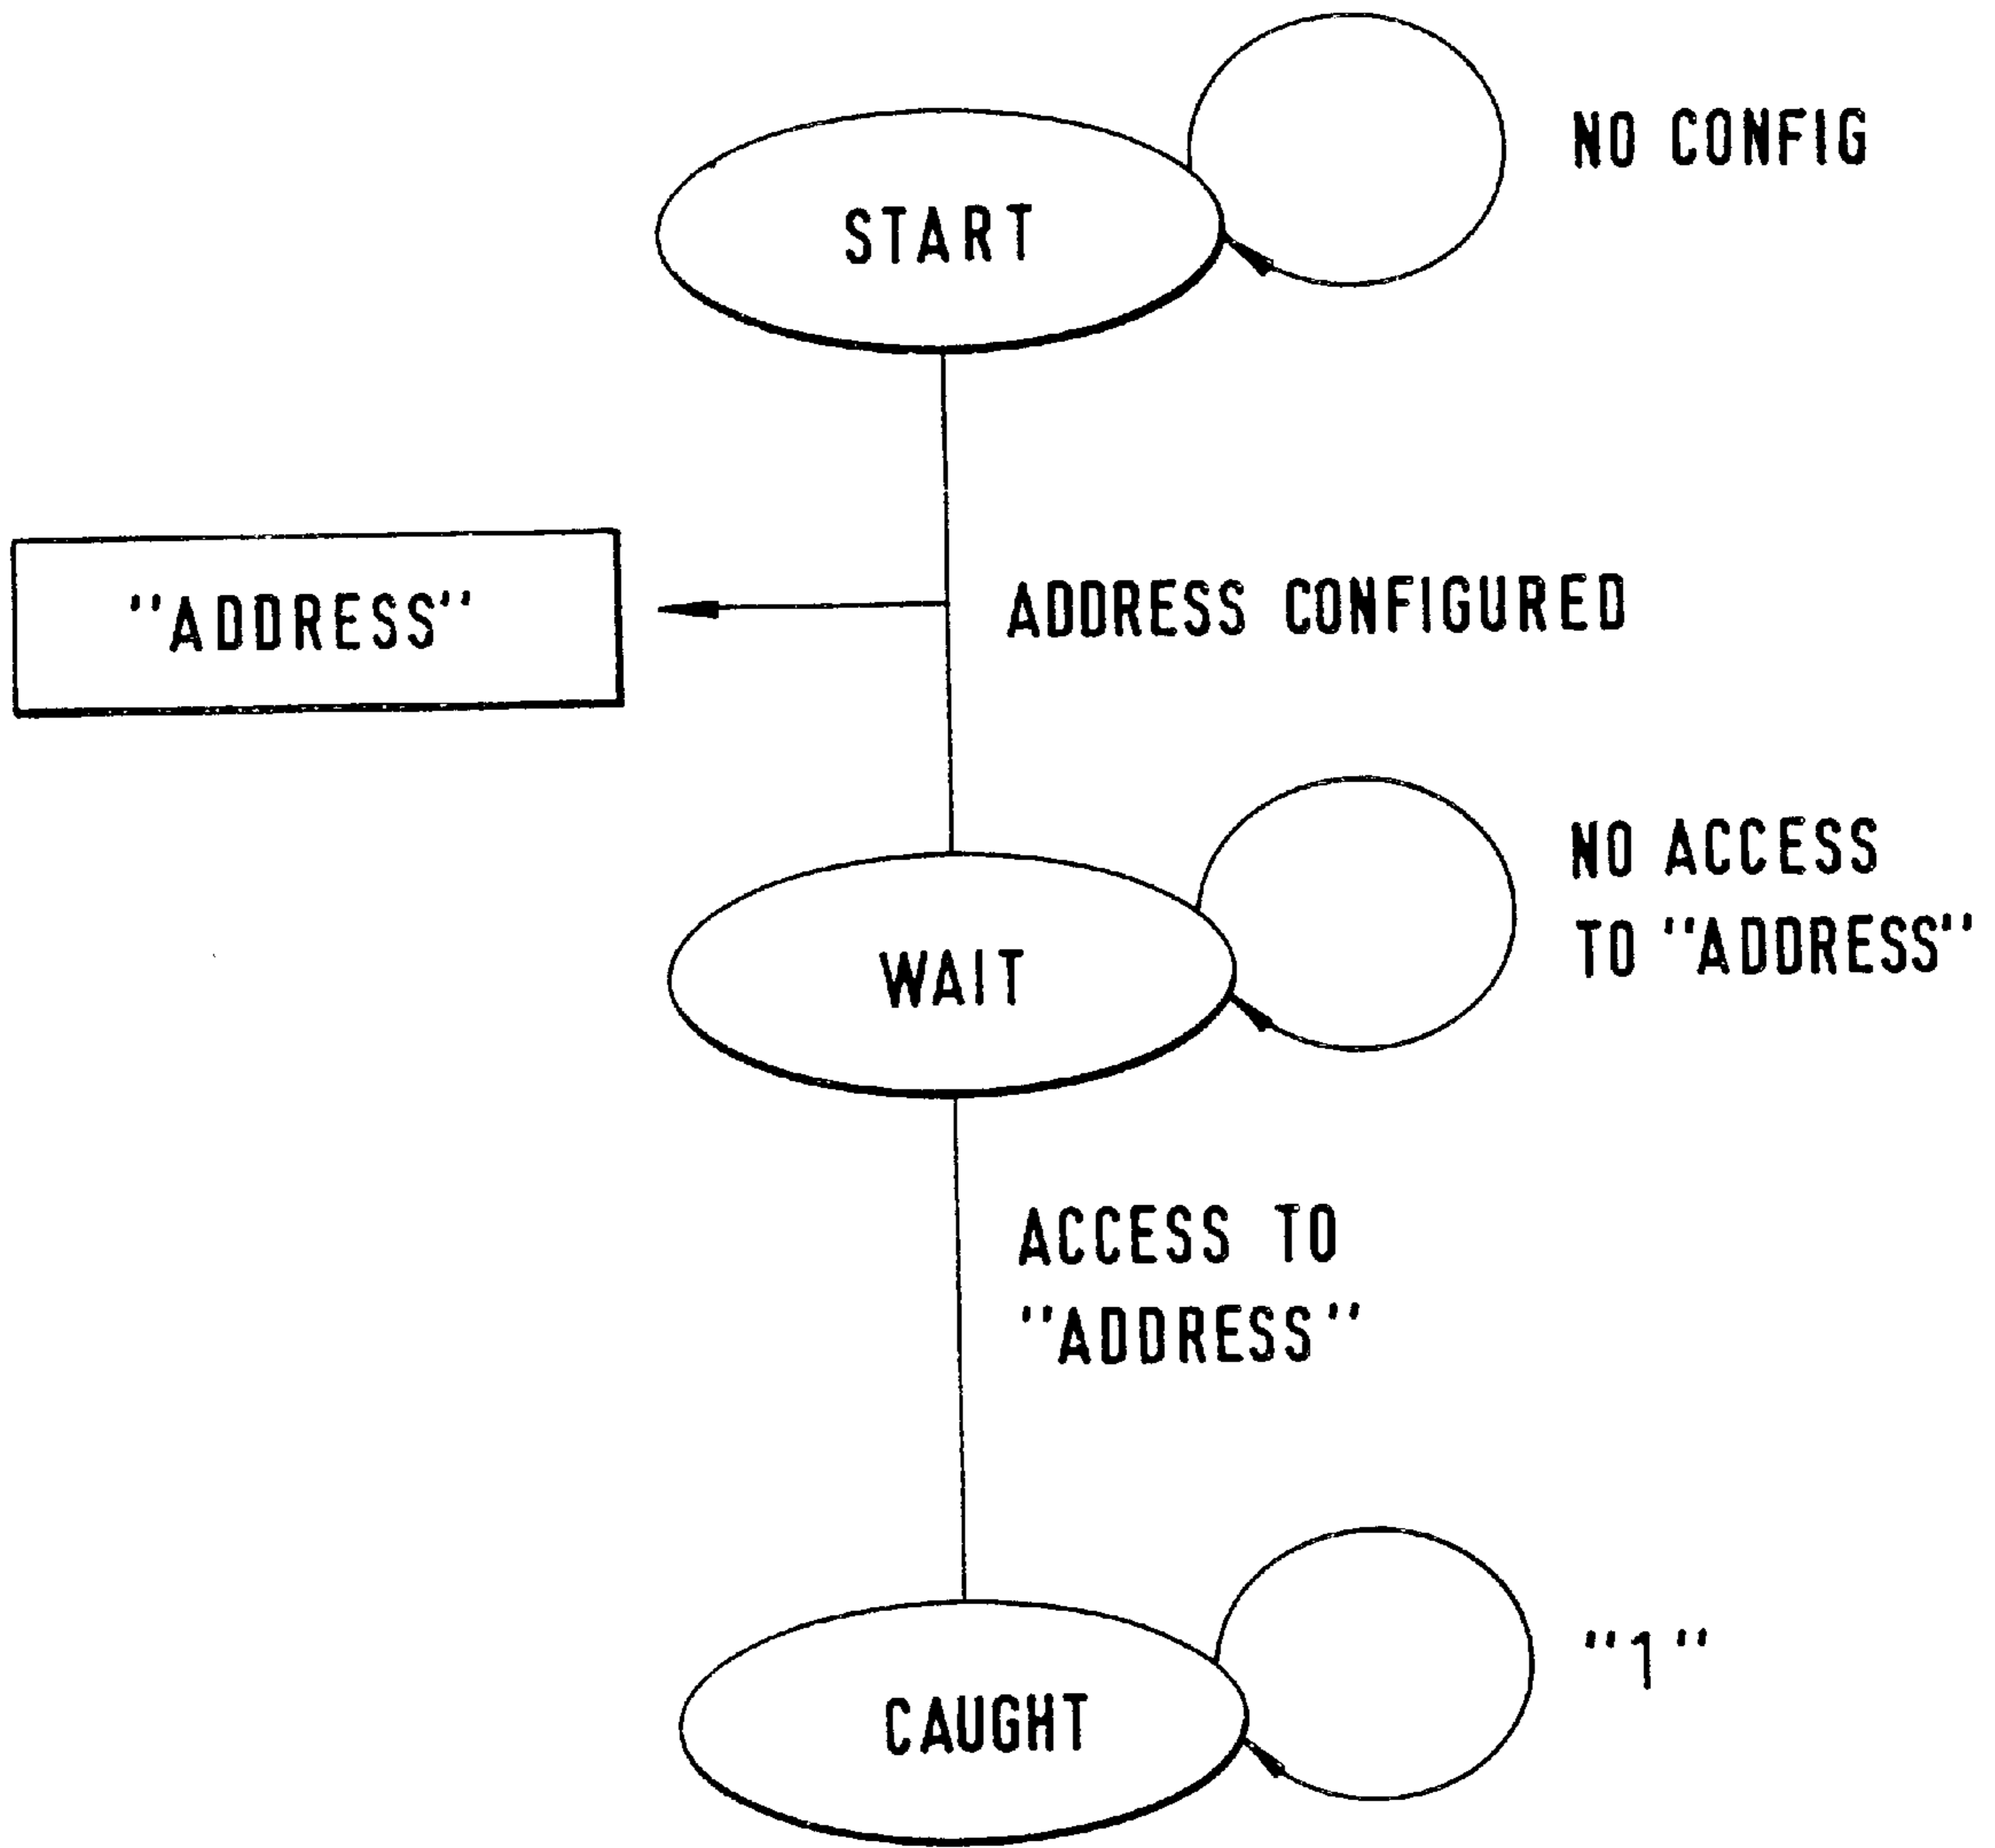 NO CONFIG
START
"ADDRESS"
ADDRESS CONFIGURED
NO ACCESS
TO "ADDRESS"
WAIT
ACCESS TO
"ADDRESS"
"1"
CAUGHT